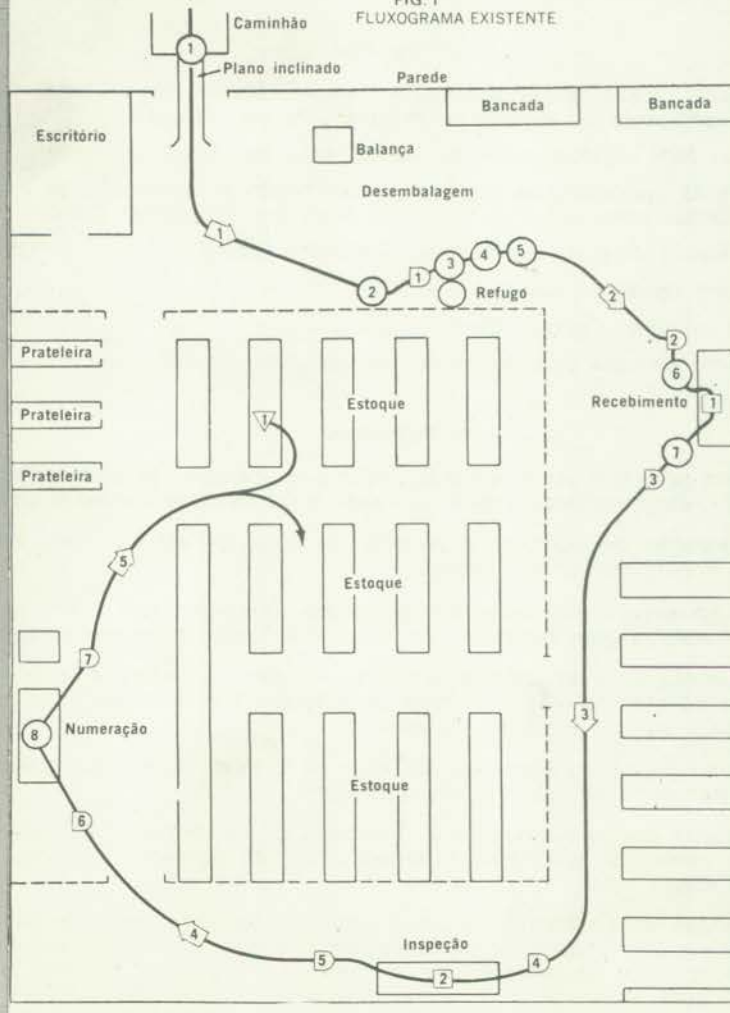 FIG. 1
FLUXOGRAMA EXISTENTE
Caminhão
1
Plano inclinado
Parede
Bancada
Bancada
Escritório
Balança
Desembalagem
1
2
1
3
4
5
Refugo
2
2
6
Prateleira
Prateleira
Prateleira
1
Estoque
Recebimento
1
7
3
5
Estoque
7
8
Numeração
3
Estoque
6
4
5
Inspeção
2
4